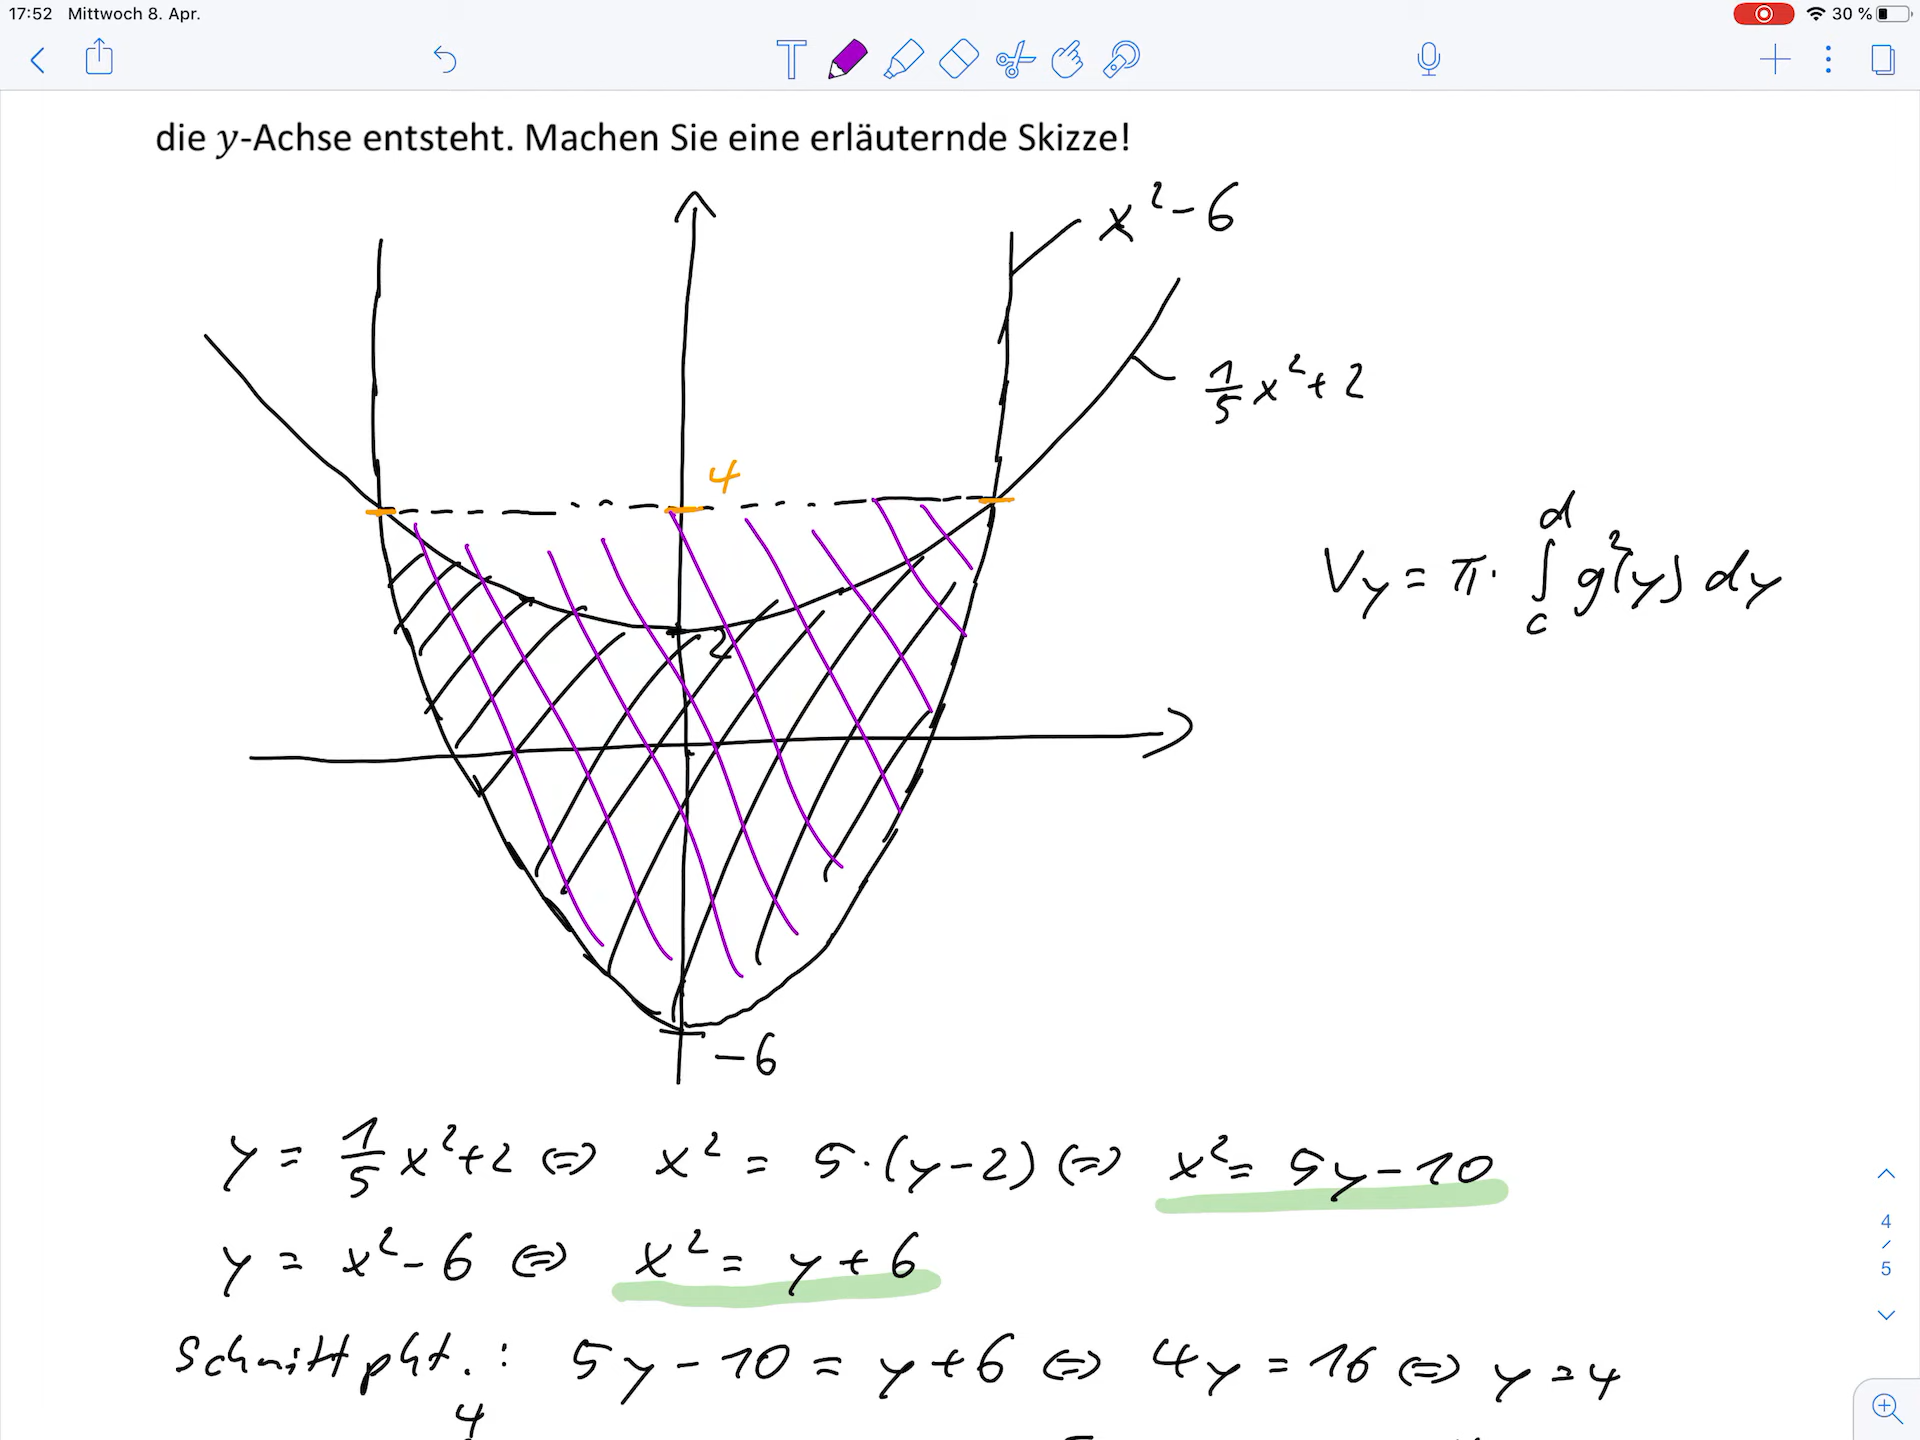 17:52 Mittwoch 8. Apr. 30 %
die y-Achse entsteht. Machen Sie eine erläuternde Skizze!
x² - 6
1/5 x² + 2
4
V_y = π · ∫_c^d g²(y) dy
2
-6
y = 1/5 x² + 2 ⇔ x² = 5 · (y - 2) ⇔ x² = 5y - 10
y = x² - 6 ⇔ x² = y + 6
4
/
5
Schnittpkt. : 5y - 10 = y + 6 ⇔ 4y = 16 ⇔ y = 4
4